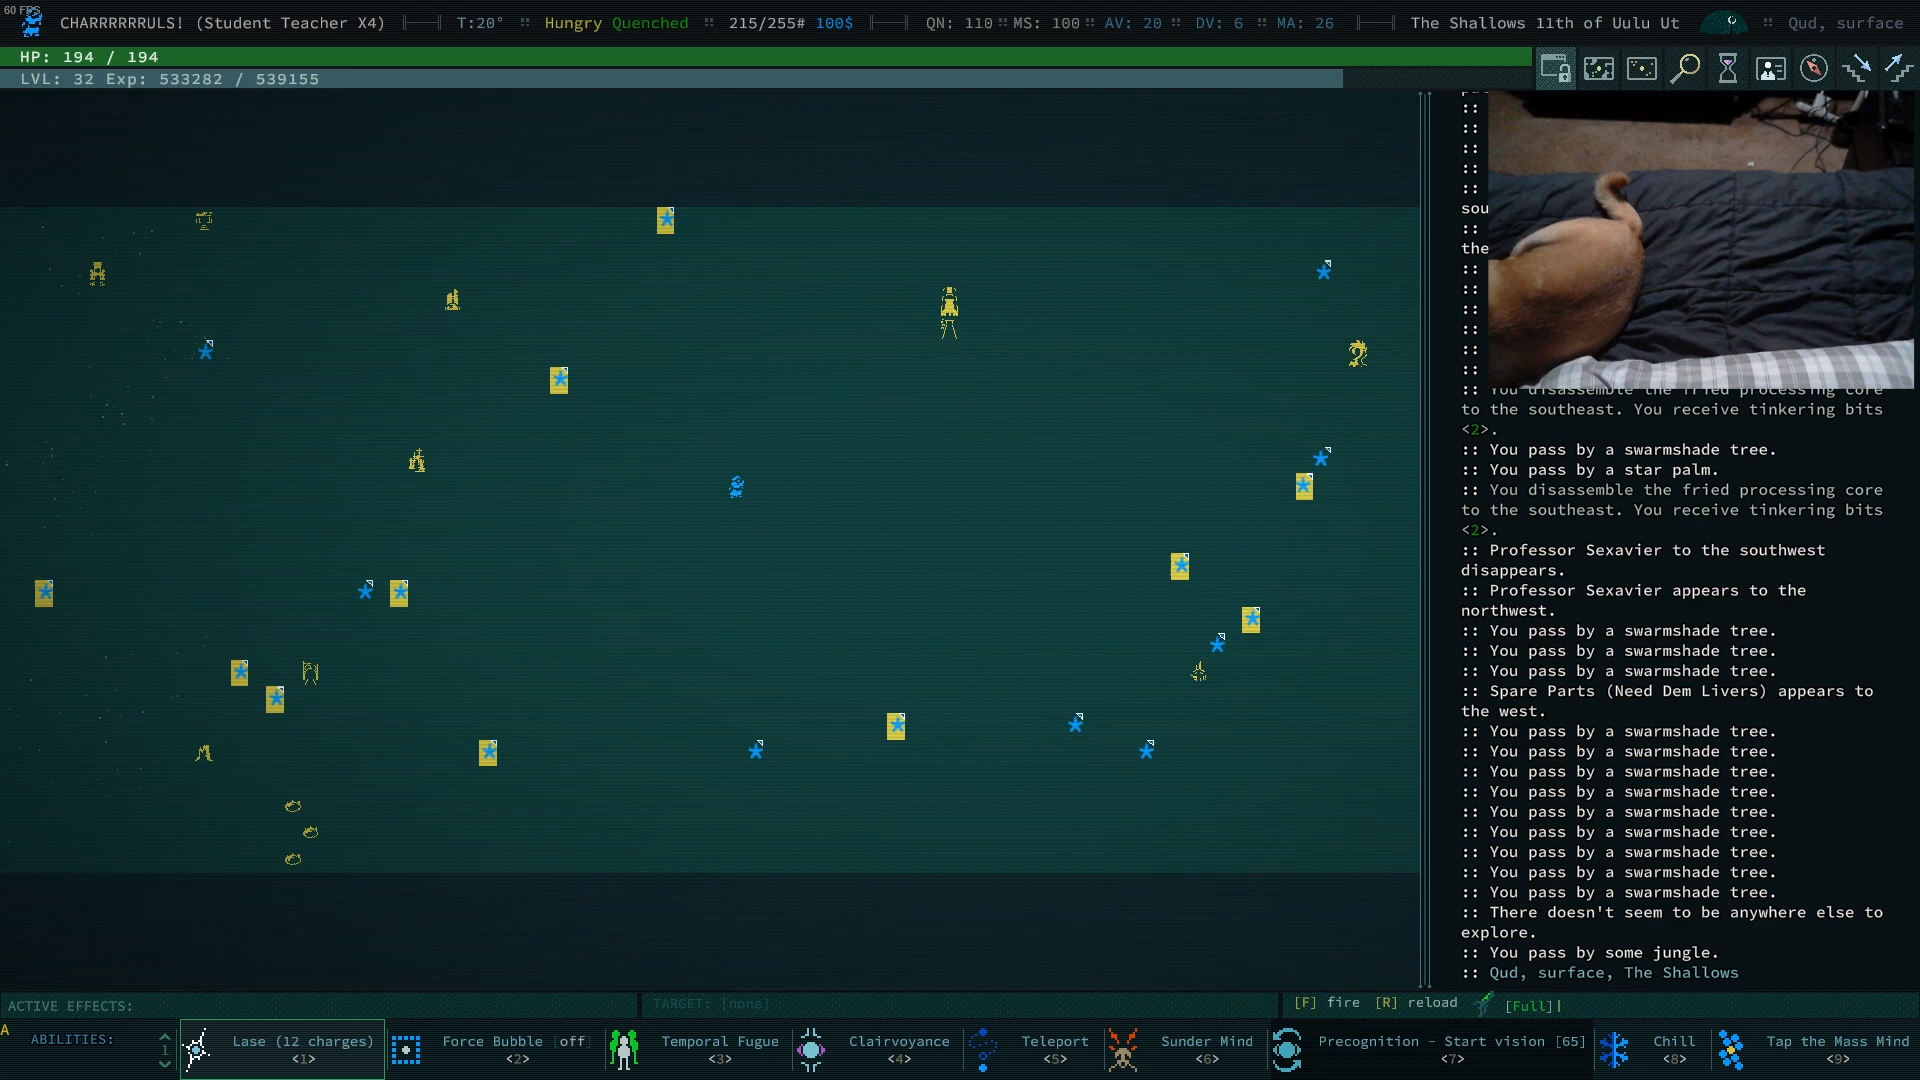 60 FPS
CHARRRRRRULS! (Student Teacher X4) T:20° :: Hungry Quenched :: 215/255# 100$ QN: 110 :: MS: 100 :: AV: 20 :: DV: 6 :: MA: 26 The Shallows 11th of Uulu Ut :: Qud, surface
HP: 194 / 194
LVL: 32 Exp: 533282 / 539155
::
::
::
::
::
sou
::
the
::
::
::
::
::
::
:: You disassemble the fried processing core
to the southeast. You receive tinkering bits
<2>.
:: You pass by a swarmshade tree.
:: You pass by a star palm.
:: You disassemble the fried processing core
to the southeast. You receive tinkering bits
<2>.
:: Professor Sexavier to the southwest
disappears.
:: Professor Sexavier appears to the
northwest.
:: You pass by a swarmshade tree.
:: You pass by a swarmshade tree.
:: You pass by a swarmshade tree.
:: Spare Parts (Need Dem Livers) appears to
the west.
:: You pass by a swarmshade tree.
:: You pass by a swarmshade tree.
:: You pass by a swarmshade tree.
:: You pass by a swarmshade tree.
:: You pass by a swarmshade tree.
:: You pass by a swarmshade tree.
:: You pass by a swarmshade tree.
:: You pass by a swarmshade tree.
:: You pass by a swarmshade tree.
:: There doesn't seem to be anywhere else to
explore.
:: You pass by some jungle.
:: Qud, surface, The Shallows
ACTIVE EFFECTS: TARGET: [none] [F] fire [R] reload [Full]
A
ABILITIES: 1 Lase (12 charges) Force Bubble [off] Temporal Fugue Clairvoyance Teleport Sunder Mind Precognition - Start vision [65] Chill Tap the Mass Mind
<1> <2> <3> <4> <5> <6> <7> <8> <9>